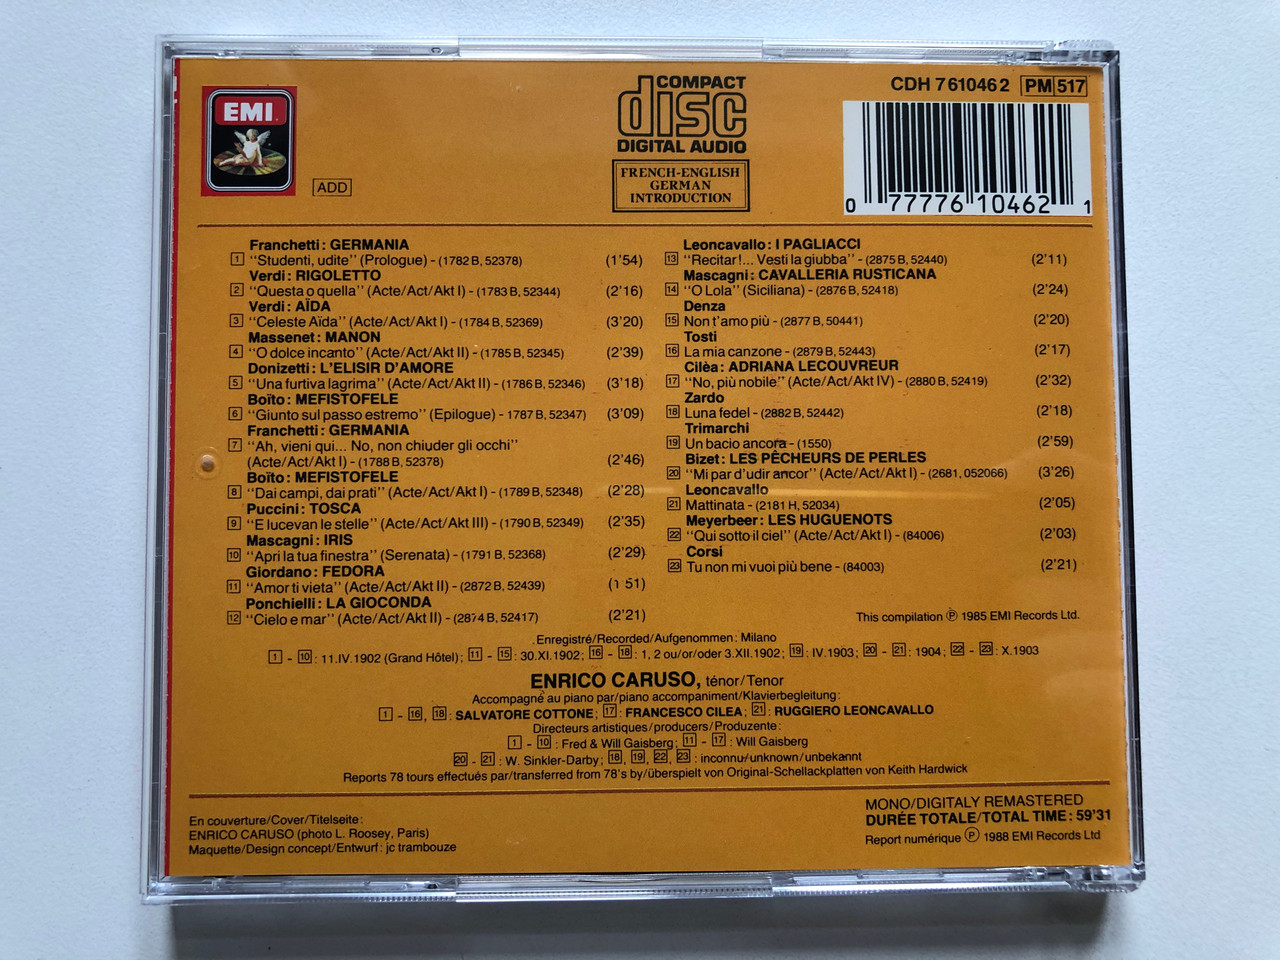 EMI
ADD
COMPACT
disc
DIGITAL AUDIO
FRENCH-ENGLISH
GERMAN
INTRODUCTION
CDH 7 61046 2 PM 517
0 77776 10462 1
Franchetti: GERMANIA
1 "Studenti, udite" (Prologue) - (1782 B, 52378) (1'54)
Verdi: RIGOLETTO
2 "Questa o quella" (Acte/Act/Akt I) - (1783 B, 52344) (2'16)
Verdi: AÏDA
3 "Celeste Aïda" (Acte/Act/Akt I) - (1784 B, 52369) (3'20)
Massenet: MANON
4 "O dolce incanto" (Acte/Act/Akt II) - (1785 B, 52345) (2'39)
Donizetti: L'ELISIR D'AMORE
5 "Una furtiva lagrima" (Acte/Act/Akt II) - (1786 B, 52346) (3'18)
Boïto: MEFISTOFELE
6 "Giunto sul passo estremo" (Epilogue) - 1787 B, 52347) (3'09)
Franchetti: GERMANIA
7 "Ah, vieni qui... No, non chiuder gli occhi"
(Acte/Act/Akt I) - (1788 B, 52378) (2'46)
Boïto: MEFISTOFELE
8 "Dai campi, dai prati" (Acte/Act/Akt I) - (1789 B, 52348) (2'28)
Puccini: TOSCA
9 "E lucevan le stelle" (Acte/Act/Akt III) - (1790 B, 52349) (2'35)
Mascagni: IRIS
10 "Apri la tua finestra" (Serenata) - (1791 B, 52368) (2'29)
Giordano: FEDORA
11 "Amor ti vieta" (Acte/Act/Akt II) - (2872 B, 52439) (1'51)
Ponchielli: LA GIOCONDA
12 "Cielo e mar" (Acte/Act/Akt II) - (2874 B, 52417) (2'21)
Leoncavallo: I PAGLIACCI
13 "Recitar!... Vesti la giubba" - (2875 B, 52440) (2'11)
Mascagni: CAVALLERIA RUSTICANA
14 "O Lola" (Siciliana) - (2876 B, 52418) (2'24)
Denza
15 Non t'amo più - (2877 B, 50441) (2'20)
Tosti
16 La mia canzone - (2879 B, 52443) (2'17)
Cilèa: ADRIANA LECOUVREUR
17 "No, più nobile" (Acte/Act/Akt IV) - (2880 B, 52419) (2'32)
Zardo
18 Luna fedel - (2882 B, 52442) (2'18)
Trimarchi
19 Un bacio ancora - (1550) (2'59)
Bizet: LES PÊCHEURS DE PERLES
20 "Mi par d'udir ancor" (Acte/Act/Akt I) - (2681, 052066) (3'26)
Leoncavallo
21 Mattinata - (2181 H, 52034) (2'05)
Meyerbeer: LES HUGUENOTS
22 "Qui sotto il ciel" (Acte/Act/Akt I) - (84006) (2'03)
Corsi
23 Tu non mi vuoi più bene - (84003) (2'21)
This compilation ℗ 1985 EMI Records Ltd.
Enregistré/Recorded/Aufgenommen: Milano
1 - 10: 11.IV.1902 (Grand Hôtel); 11 - 15: 30.XI.1902; 16 - 18: 1, 2 ou/or/oder 3.XII.1902; 19: IV.1903; 20 - 21: 1904; 22 - 23: X.1903
ENRICO CARUSO, ténor/Tenor
Accompagné au piano par/piano accompaniment/Klavierbegleitung:
1 - 16, 18: SALVATORE COTTONE; 17: FRANCESCO CILEA; 21: RUGGIERO LEONCAVALLO
Directeurs artistiques/producers/Produzente:
1 - 10: Fred & Will Gaisberg; 11 - 17: Will Gaisberg
20 - 21: W. Sinkler-Darby; 18, 19, 22, 23: inconnu/unknown/unbekannt
Reports 78 tours effectués par/transferred from 78's by/überspielt von Original-Schellackplatten von Keith Hardwick
En couverture/Cover/Titelseite:
ENRICO CARUSO (photo L. Roosey, Paris)
Maquette/Design concept/Entwurf: jc trambouze
MONO/DIGITALY REMASTERED
DURÉE TOTALE/TOTAL TIME: 59'31
Report numérique ℗ 1988 EMI Records Ltd